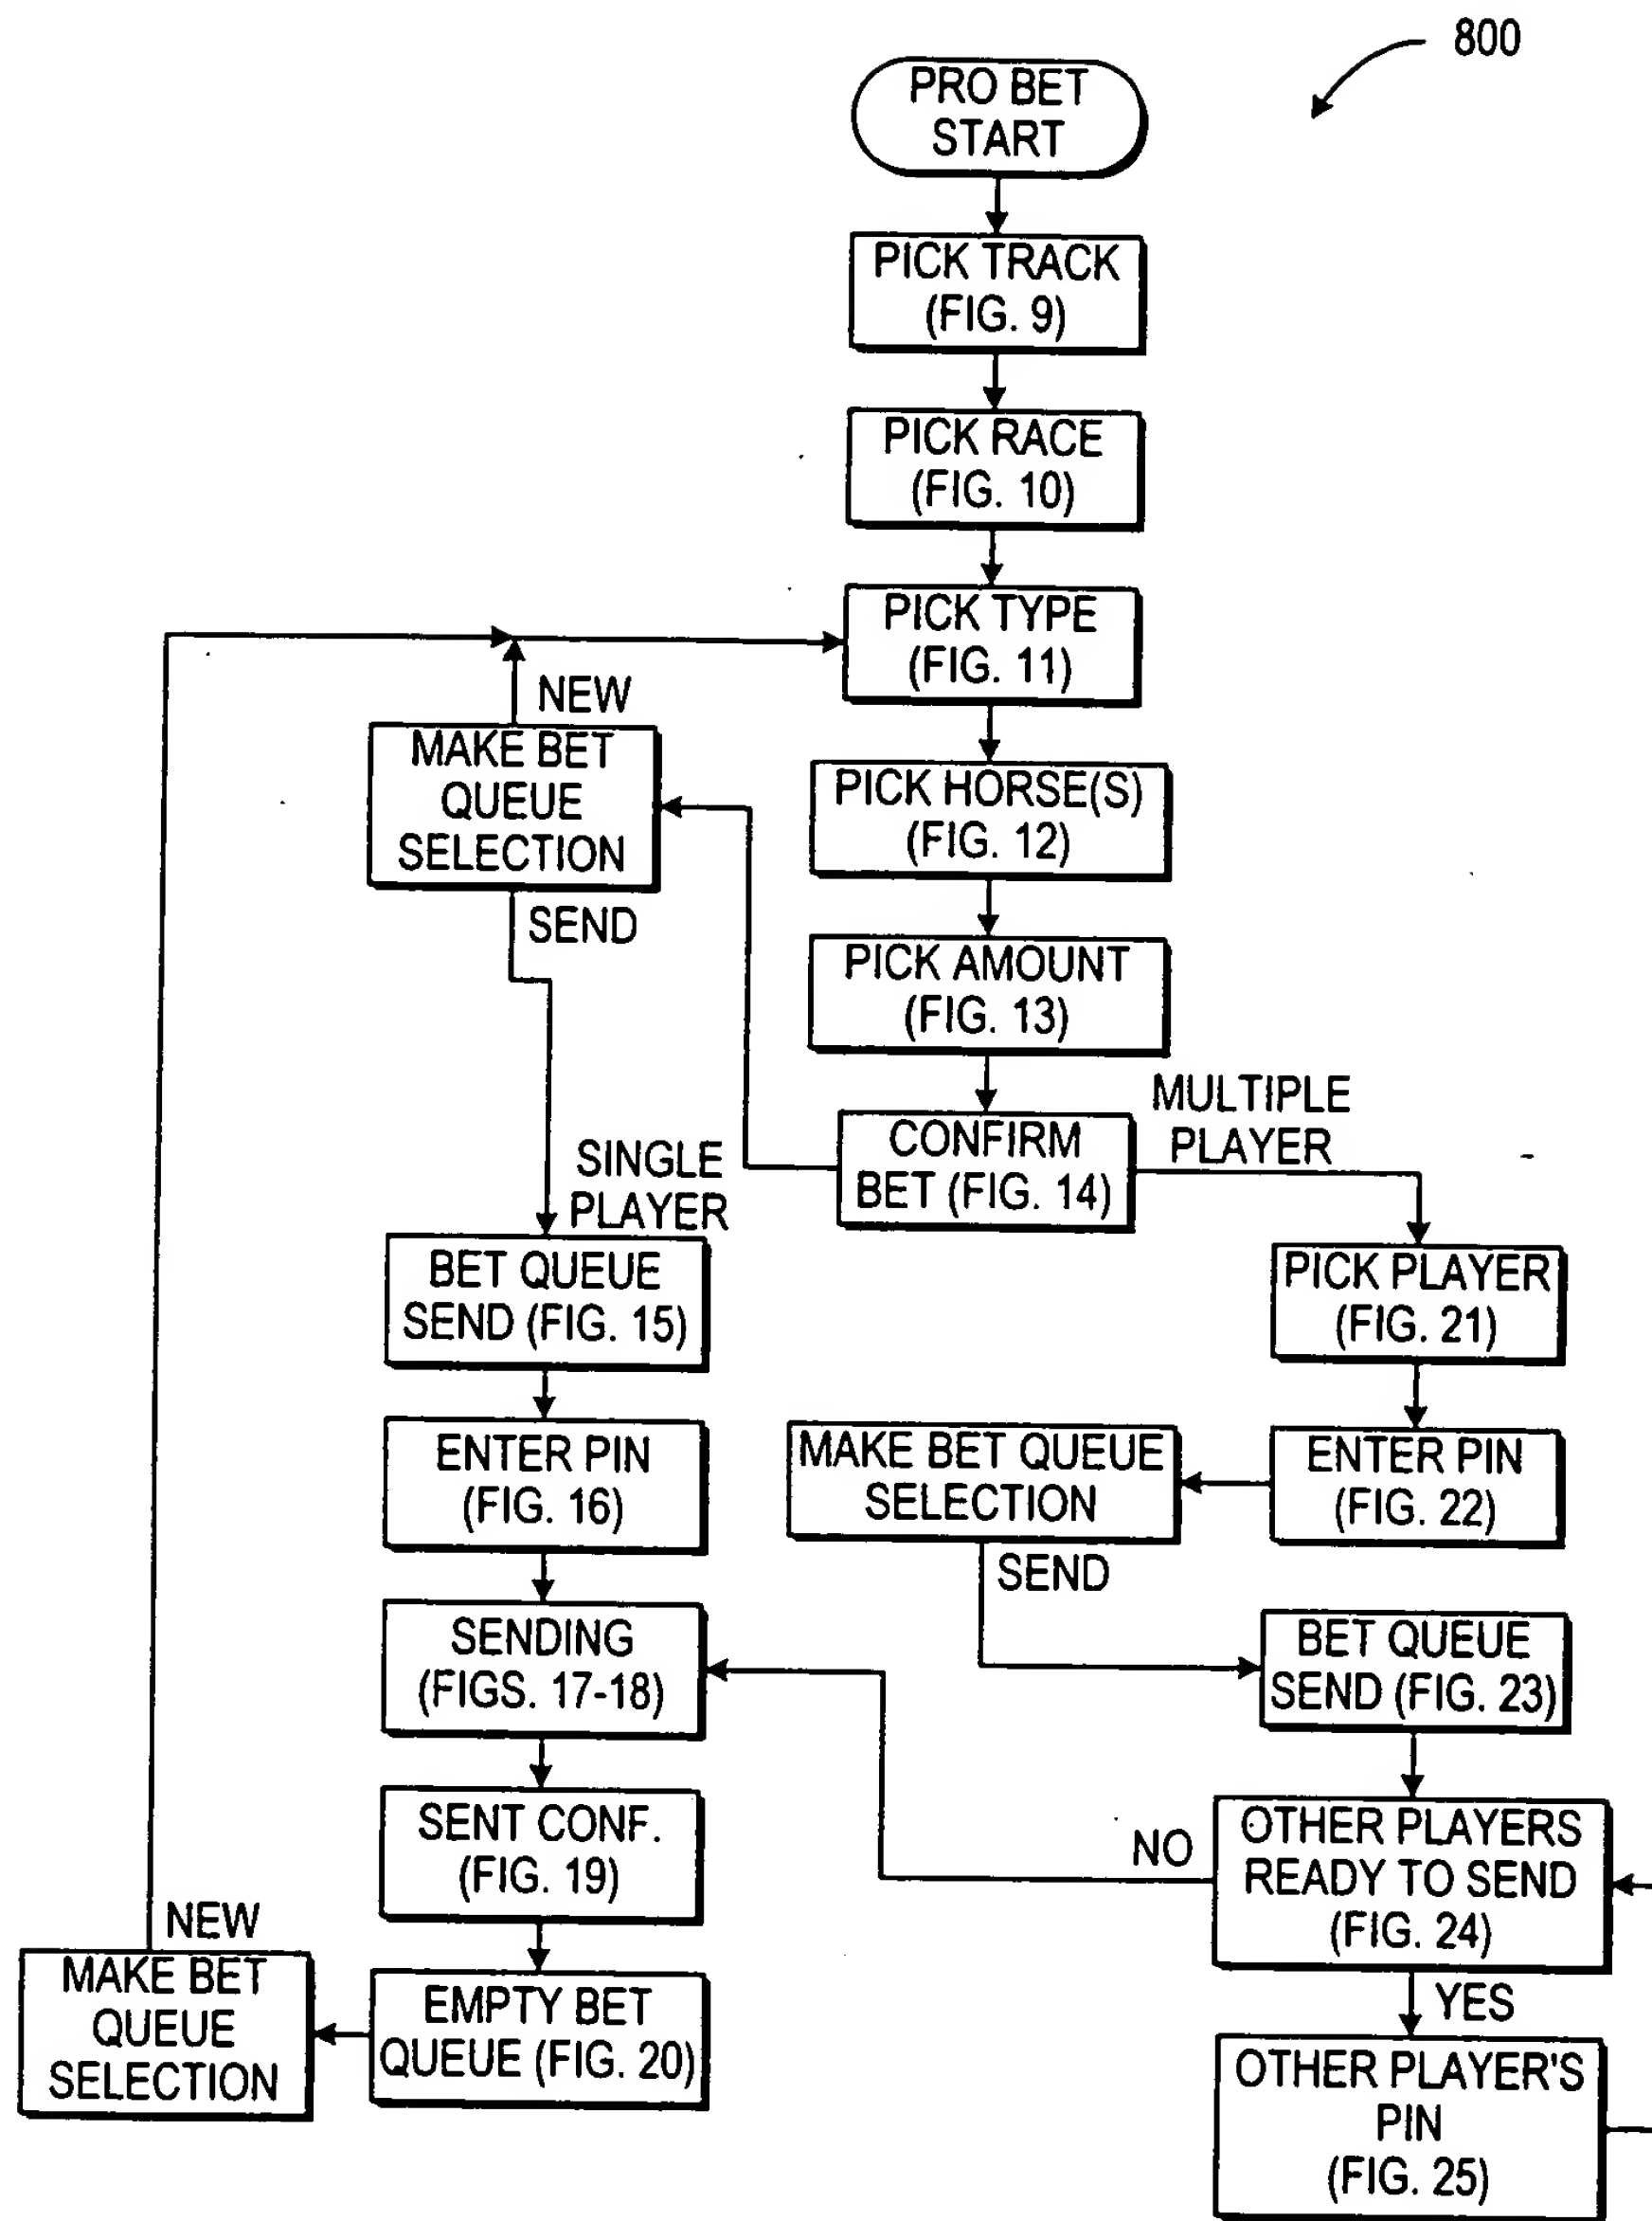 800
PRO BET
START
PICK TRACK
(FIG. 9)
PICK RACE
(FIG. 10)
PICK TYPE
(FIG. 11)
NEW
MAKE BET
QUEUE
SELECTION
SEND
PICK HORSE(S)
(FIG. 12)
PICK AMOUNT
(FIG. 13)
CONFIRM
BET (FIG. 14)
MULTIPLE
PLAYER
SINGLE
PLAYER
BET QUEUE
SEND (FIG. 15)
PICK PLAYER
(FIG. 21)
ENTER PIN
(FIG. 16)
MAKE BET QUEUE
SELECTION
ENTER PIN
(FIG. 22)
SEND
SENDING
(FIGS. 17-18)
BET QUEUE
SEND (FIG. 23)
SENT CONF.
(FIG. 19)
NO
OTHER PLAYERS
READY TO SEND
(FIG. 24)
NEW
MAKE BET
QUEUE
SELECTION
EMPTY BET
QUEUE (FIG. 20)
YES
OTHER PLAYER'S
PIN
(FIG. 25)